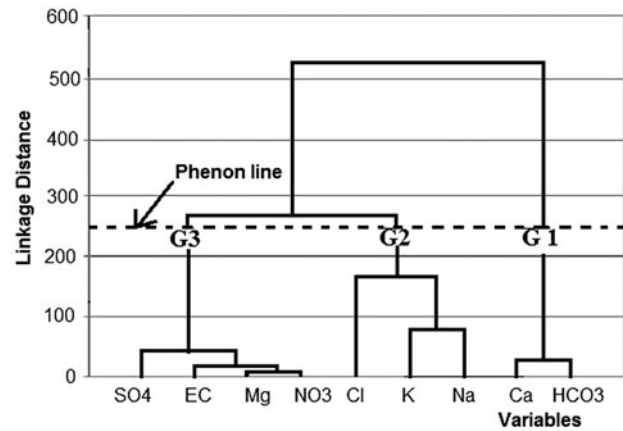 600
500
400
300
200
100
0
Linkage Distance
Phenon line
G3 G2 G 1
SO4 EC Mg NO3 Cl K Na Ca HCO3
Variables